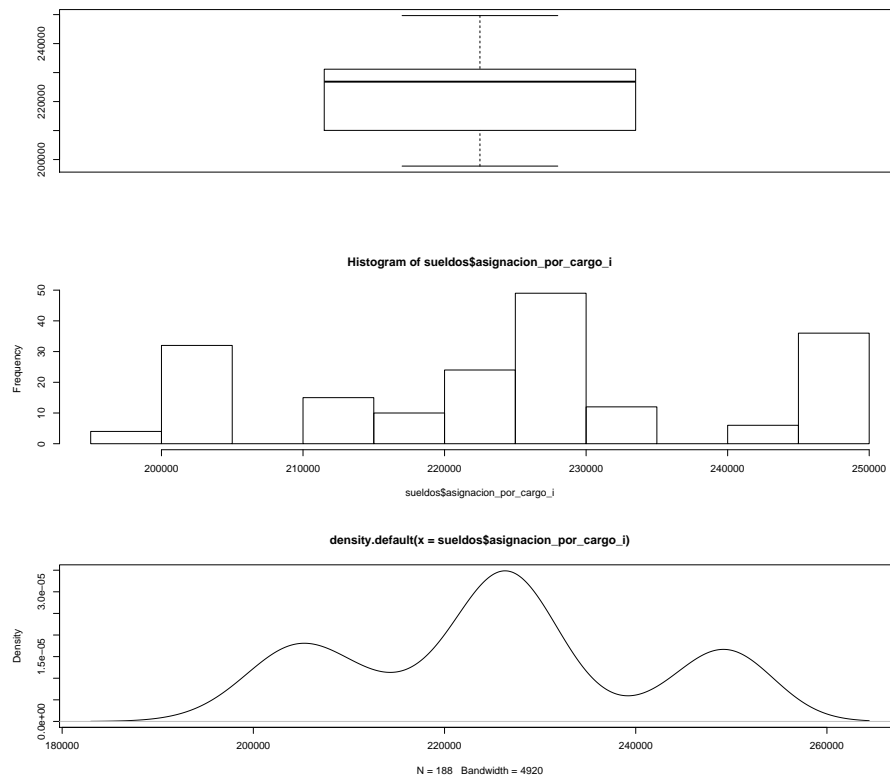 240000
220000
200000
Histogram of sueldos$asignacion_por_cargo_i
Frequency
50
40
30
20
10
0
200000 210000 220000 230000 240000 250000
sueldos$asignacion_por_cargo_i
density.default(x = sueldos$asignacion_por_cargo_i)
Density
3.0e-05
1.5e-05
0.0e+00
180000 200000 220000 240000 260000
N = 188 Bandwidth = 4920